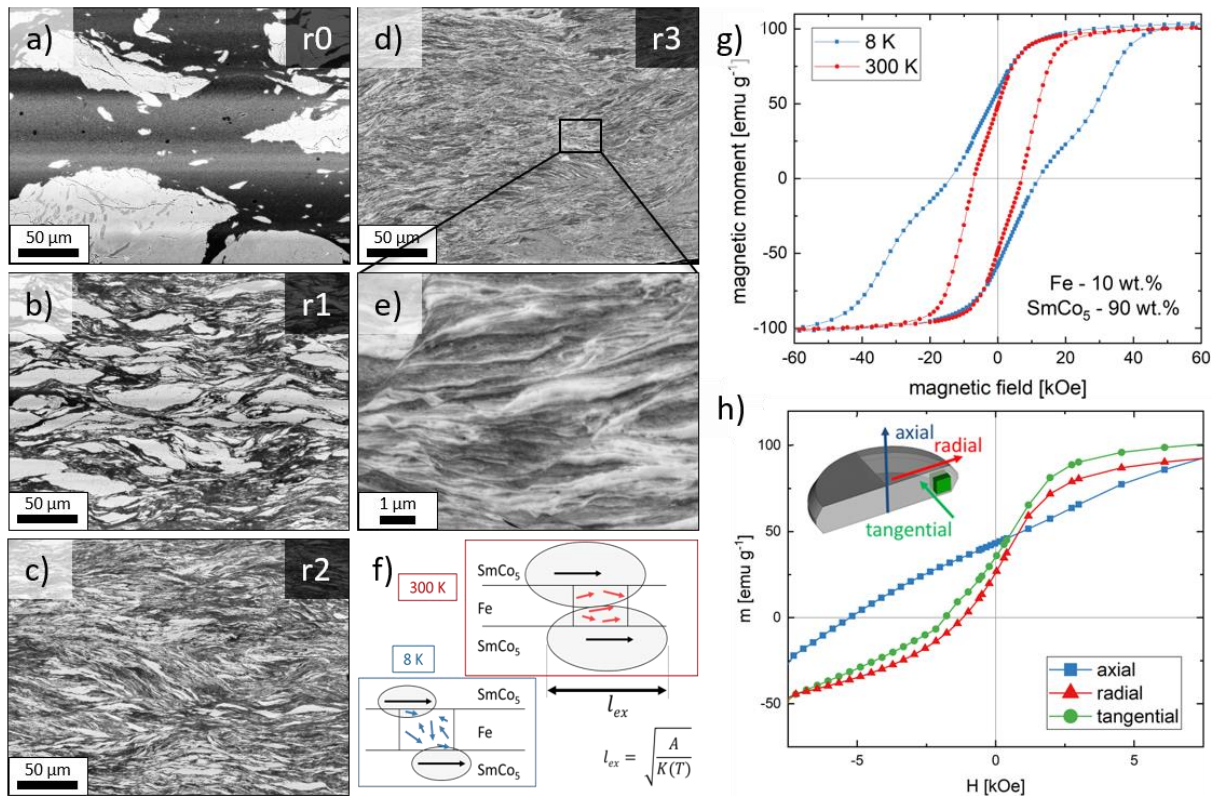 a)
r0
50 µm
b)
r1
50 µm
c)
r2
50 µm
d)
r3
50 µm
e)
1 µm
f)
300 K
SmCo₅
Fe
SmCo₅
8 K
SmCo₅
Fe
SmCo₅
l_ex
l_ex = √(A / K(T))
g)
8 K
300 K
magnetic moment [emu g⁻¹]
100
50
0
-50
-100
-60
-40
-20
0
20
40
60
magnetic field [kOe]
Fe - 10 wt.%
SmCo₅ - 90 wt.%
h)
axial
radial
tangential
m [emu g⁻¹]
100
50
0
-50
-5
0
5
H [kOe]
axial
radial
tangential